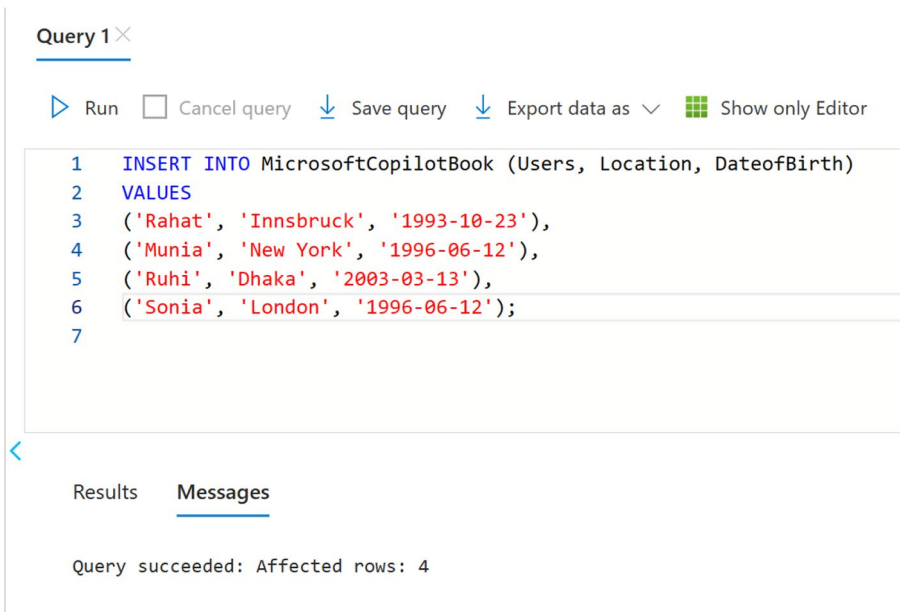 Query 1
Run Cancel query Save query Export data as Show only Editor
1 INSERT INTO MicrosoftCopilotBook (Users, Location, DateofBirth)
2 VALUES
3 ('Rahat', 'Innsbruck', '1993-10-23'),
4 ('Munia', 'New York', '1996-06-12'),
5 ('Ruhi', 'Dhaka', '2003-03-13'),
6 ('Sonia', 'London', '1996-06-12');
7
Results Messages
Query succeeded: Affected rows: 4